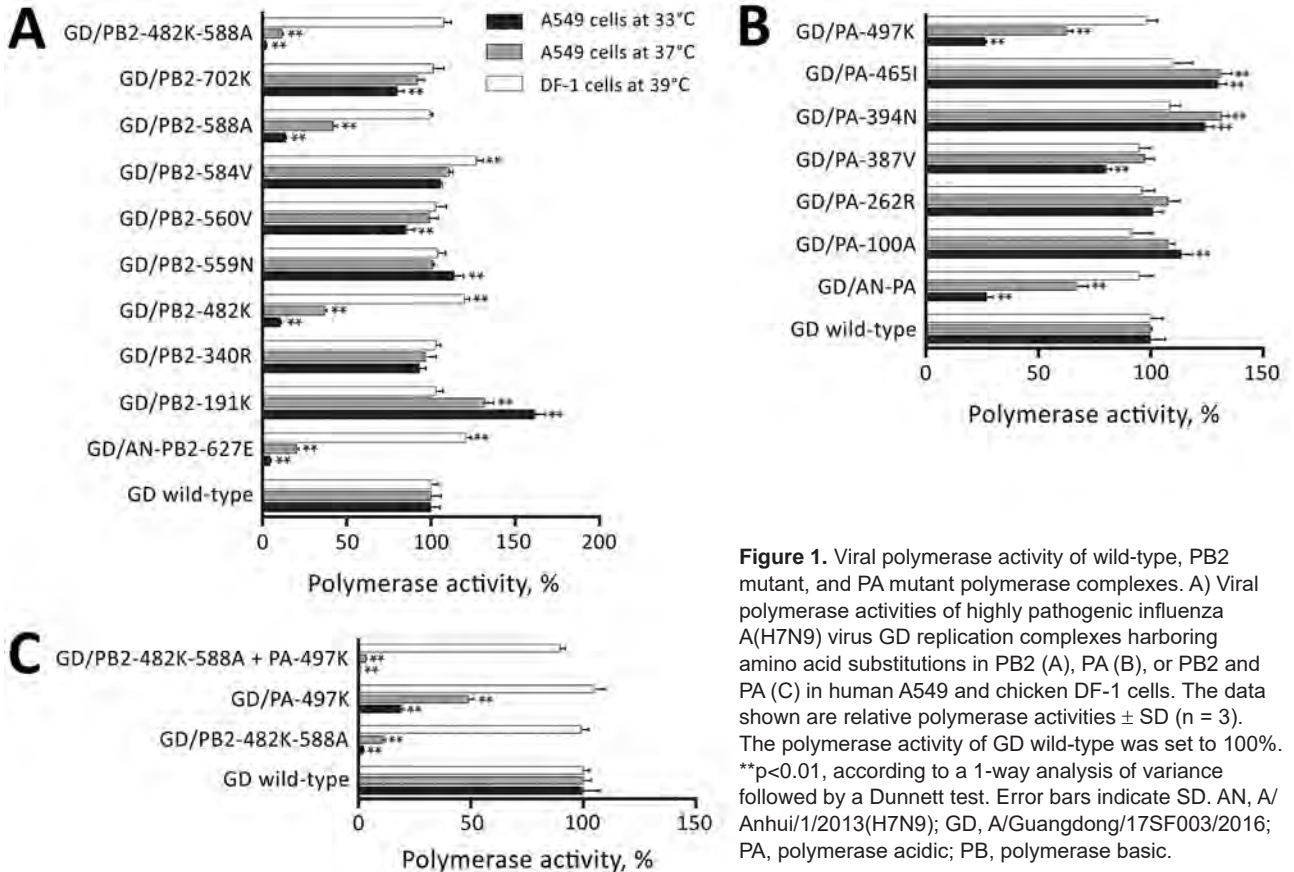 A
GD/PB2-482K-588A
GD/PB2-702K
GD/PB2-588A
GD/PB2-584V
GD/PB2-560V
GD/PB2-559N
GD/PB2-482K
GD/PB2-340R
GD/PB2-191K
GD/AN-PB2-627E
GD wild-type
** **
**
** **
**
**
**
** ** **
** **
** ** **
0 50 100 150 200
Polymerase activity, %
A549 cells at 33°C
A549 cells at 37°C
DF-1 cells at 39°C
B
GD/PA-497K
GD/PA-465I
GD/PA-394N
GD/PA-387V
GD/PA-262R
GD/PA-100A
GD/AN-PA
GD wild-type
** **
** **
** **
**
**
** **
0 50 100 150
Polymerase activity, %
C
GD/PB2-482K-588A + PA-497K
GD/PA-497K
GD/PB2-482K-588A
GD wild-type
** **
** **
** **
0 50 100 150
Polymerase activity, %
Figure 1. Viral polymerase activity of wild-type, PB2
mutant, and PA mutant polymerase complexes. A) Viral
polymerase activities of highly pathogenic influenza
A(H7N9) virus GD replication complexes harboring
amino acid substitutions in PB2 (A), PA (B), or PB2 and
PA (C) in human A549 and chicken DF-1 cells. The data
shown are relative polymerase activities ± SD (n = 3).
The polymerase activity of GD wild-type was set to 100%.
**p<0.01, according to a 1-way analysis of variance
followed by a Dunnett test. Error bars indicate SD. AN, A/
Anhui/1/2013(H7N9); GD, A/Guangdong/17SF003/2016;
PA, polymerase acidic; PB, polymerase basic.